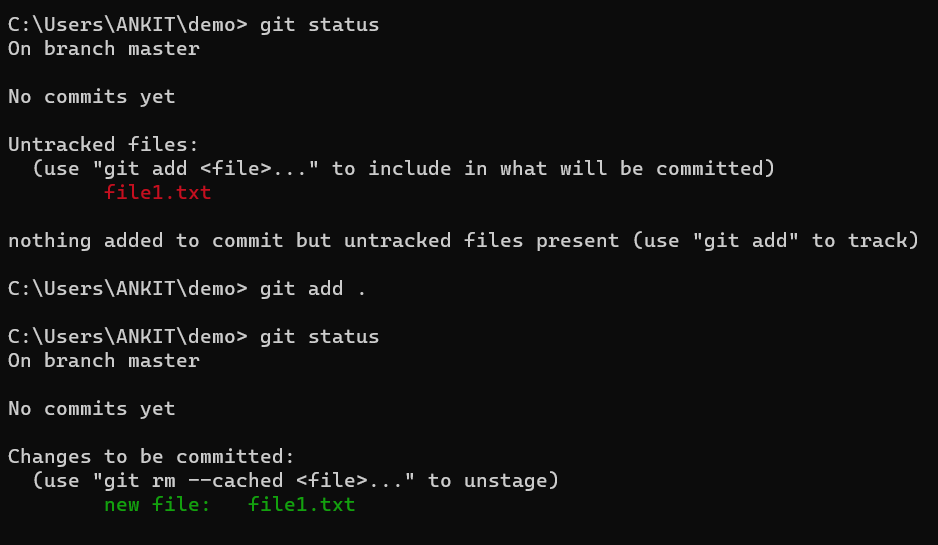 C:\Users\ANKIT\demo> git status
On branch master
No commits yet
Untracked files:
  (use "git add <file>..." to include in what will be committed)
        file1.txt
nothing added to commit but untracked files present (use "git add" to track)
C:\Users\ANKIT\demo> git add .
C:\Users\ANKIT\demo> git status
On branch master
No commits yet
Changes to be committed:
  (use "git rm --cached <file>..." to unstage)
        new file:   file1.txt